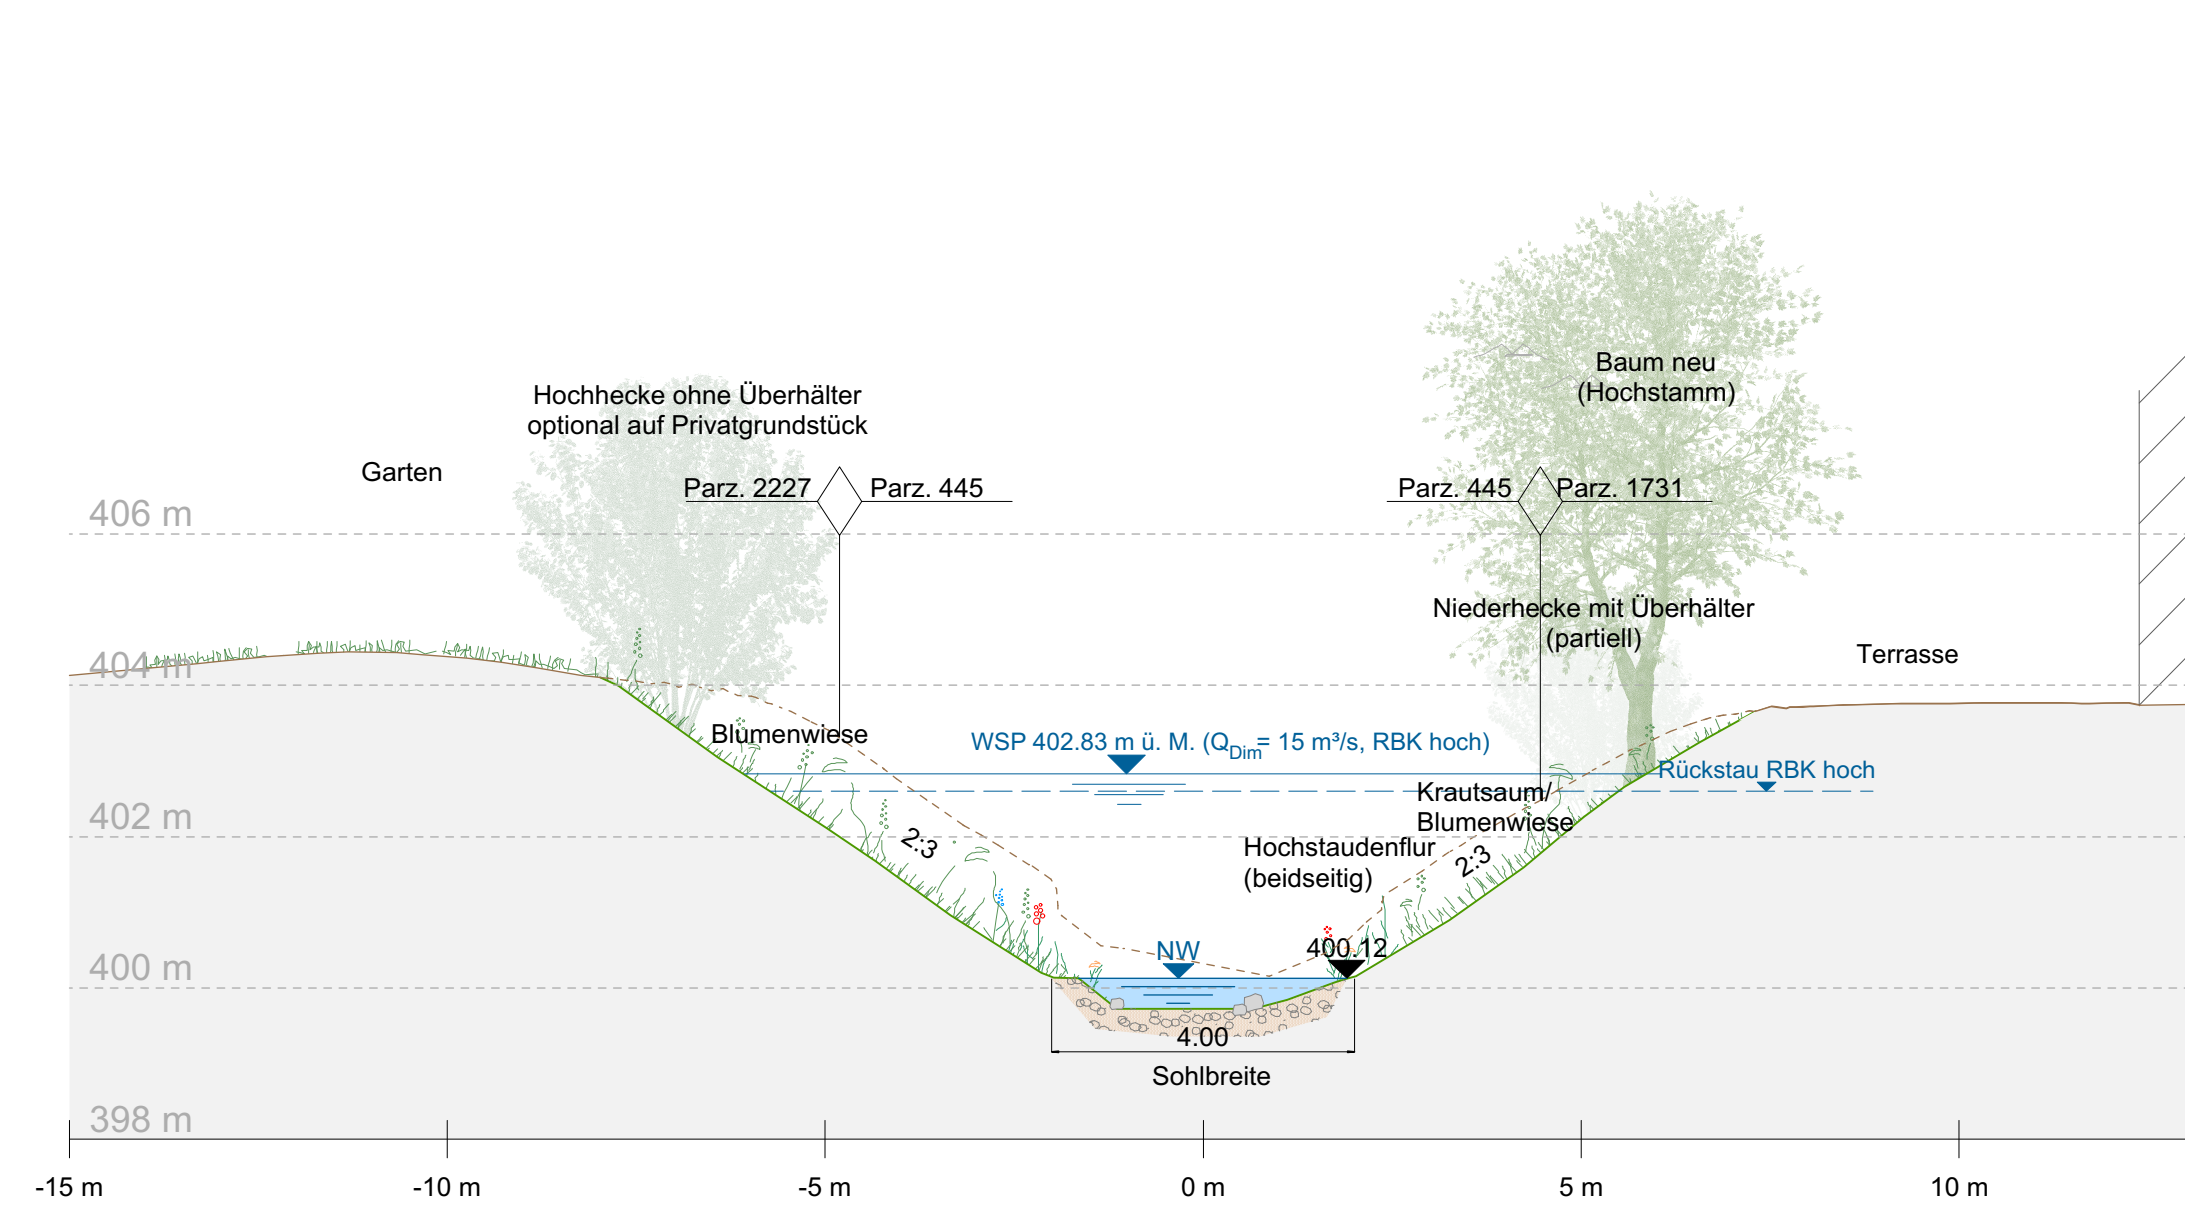 Baum neu
(Hochstamm)
Hochhecke ohne Überhälter
optional auf Privatgrundstück
Garten
Parz. 2227
Parz. 445
Parz. 445
Parz. 1731
406 m
Niederhecke mit Überhälter
(partiell)
Terrasse
404 m
Blumenwiese
WSP 402.83 m ü. M. (QDim= 15 m³/s, RBK hoch)
Rückstau RBK hoch
Krautsaum/
Blumenwiese
402 m
2:3
Hochstaudenflur
(beidseitig)
2:3
NW
400.12
400 m
4.00
Sohlbreite
398 m
-15 m
-10 m
-5 m
0 m
5 m
10 m